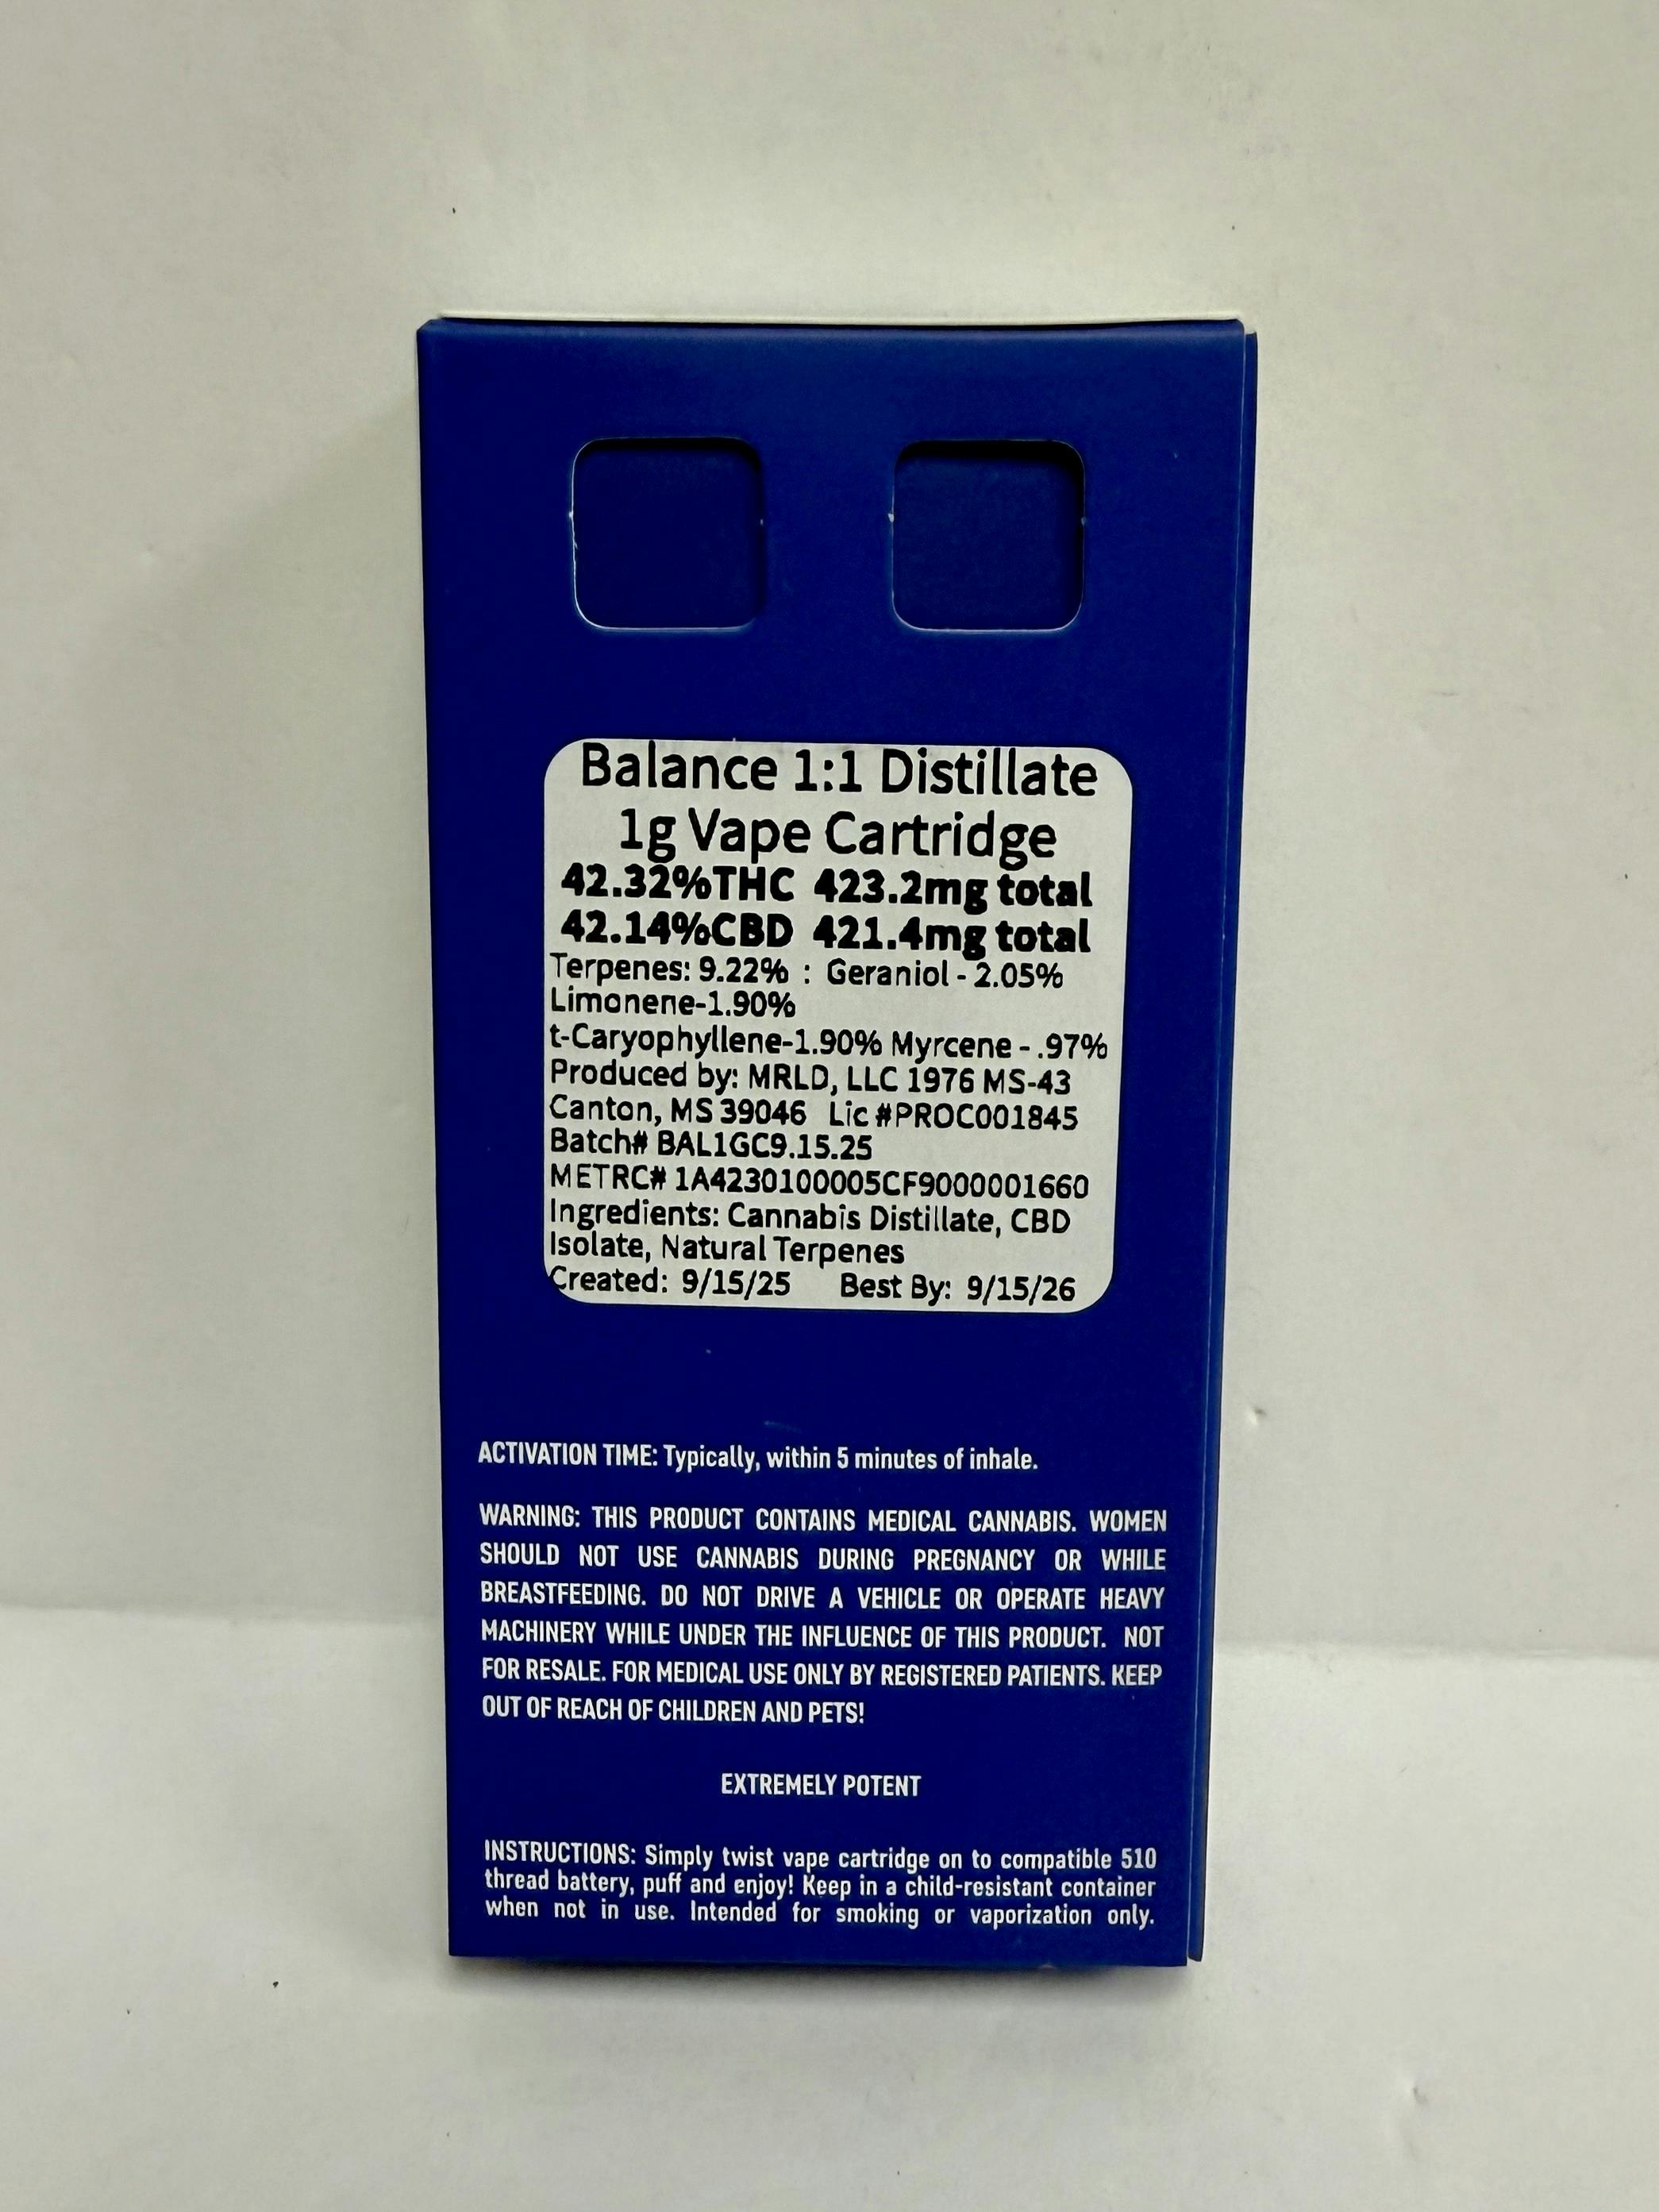 Balance 1:1 Distillate
1g Vape Cartridge
42.32%THC 423.2mg total
42.14%CBD 421.4mg total
Terpenes: 9.22% : Geraniol - 2.05%
Limonene-1.90%
t-Caryophyllene-1.90% Myrcene - .97%
Produced by: MRLD, LLC 1976 MS-43
Canton, MS 39046 Lic #PROC001845
Batch# BAL1GC9.15.25
METRC# 1A4230100005CF9000001660
Ingredients: Cannabis Distillate, CBD
Isolate, Natural Terpenes
Created: 9/15/25 Best By: 9/15/26
ACTIVATION TIME: Typically, within 5 minutes of inhale.
WARNING: THIS PRODUCT CONTAINS MEDICAL CANNABIS. WOMEN
SHOULD NOT USE CANNABIS DURING PREGNANCY OR WHILE
BREASTFEEDING. DO NOT DRIVE A VEHICLE OR OPERATE HEAVY
MACHINERY WHILE UNDER THE INFLUENCE OF THIS PRODUCT. NOT
FOR RESALE. FOR MEDICAL USE ONLY BY REGISTERED PATIENTS. KEEP
OUT OF REACH OF CHILDREN AND PETS!
EXTREMELY POTENT
INSTRUCTIONS: Simply twist vape cartridge on to compatible 510
thread battery, puff and enjoy! Keep in a child-resistant container
when not in use. Intended for smoking or vaporization only.